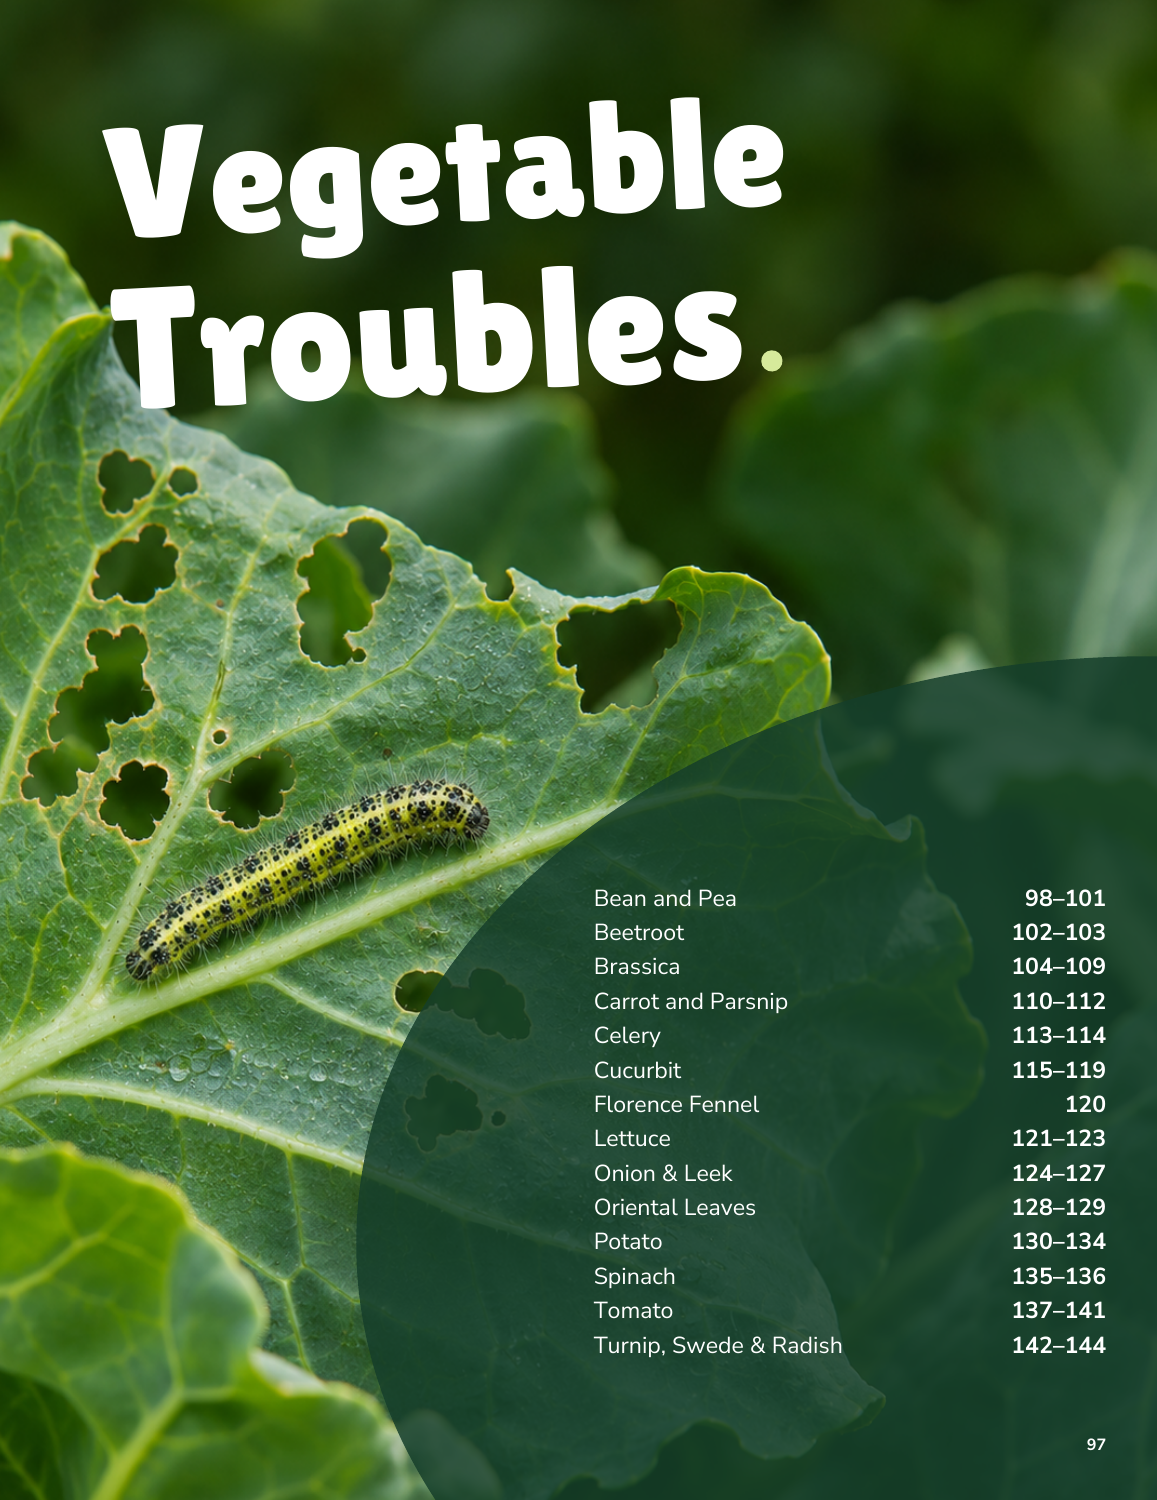 Vegetable
Troubles.
Bean and Pea 98–101
Beetroot 102–103
Brassica 104–109
Carrot and Parsnip 110–112
Celery 113–114
Cucurbit 115–119
Florence Fennel 120
Lettuce 121–123
Onion & Leek 124–127
Oriental Leaves 128–129
Potato 130–134
Spinach 135–136
Tomato 137–141
Turnip, Swede & Radish 142–144
97